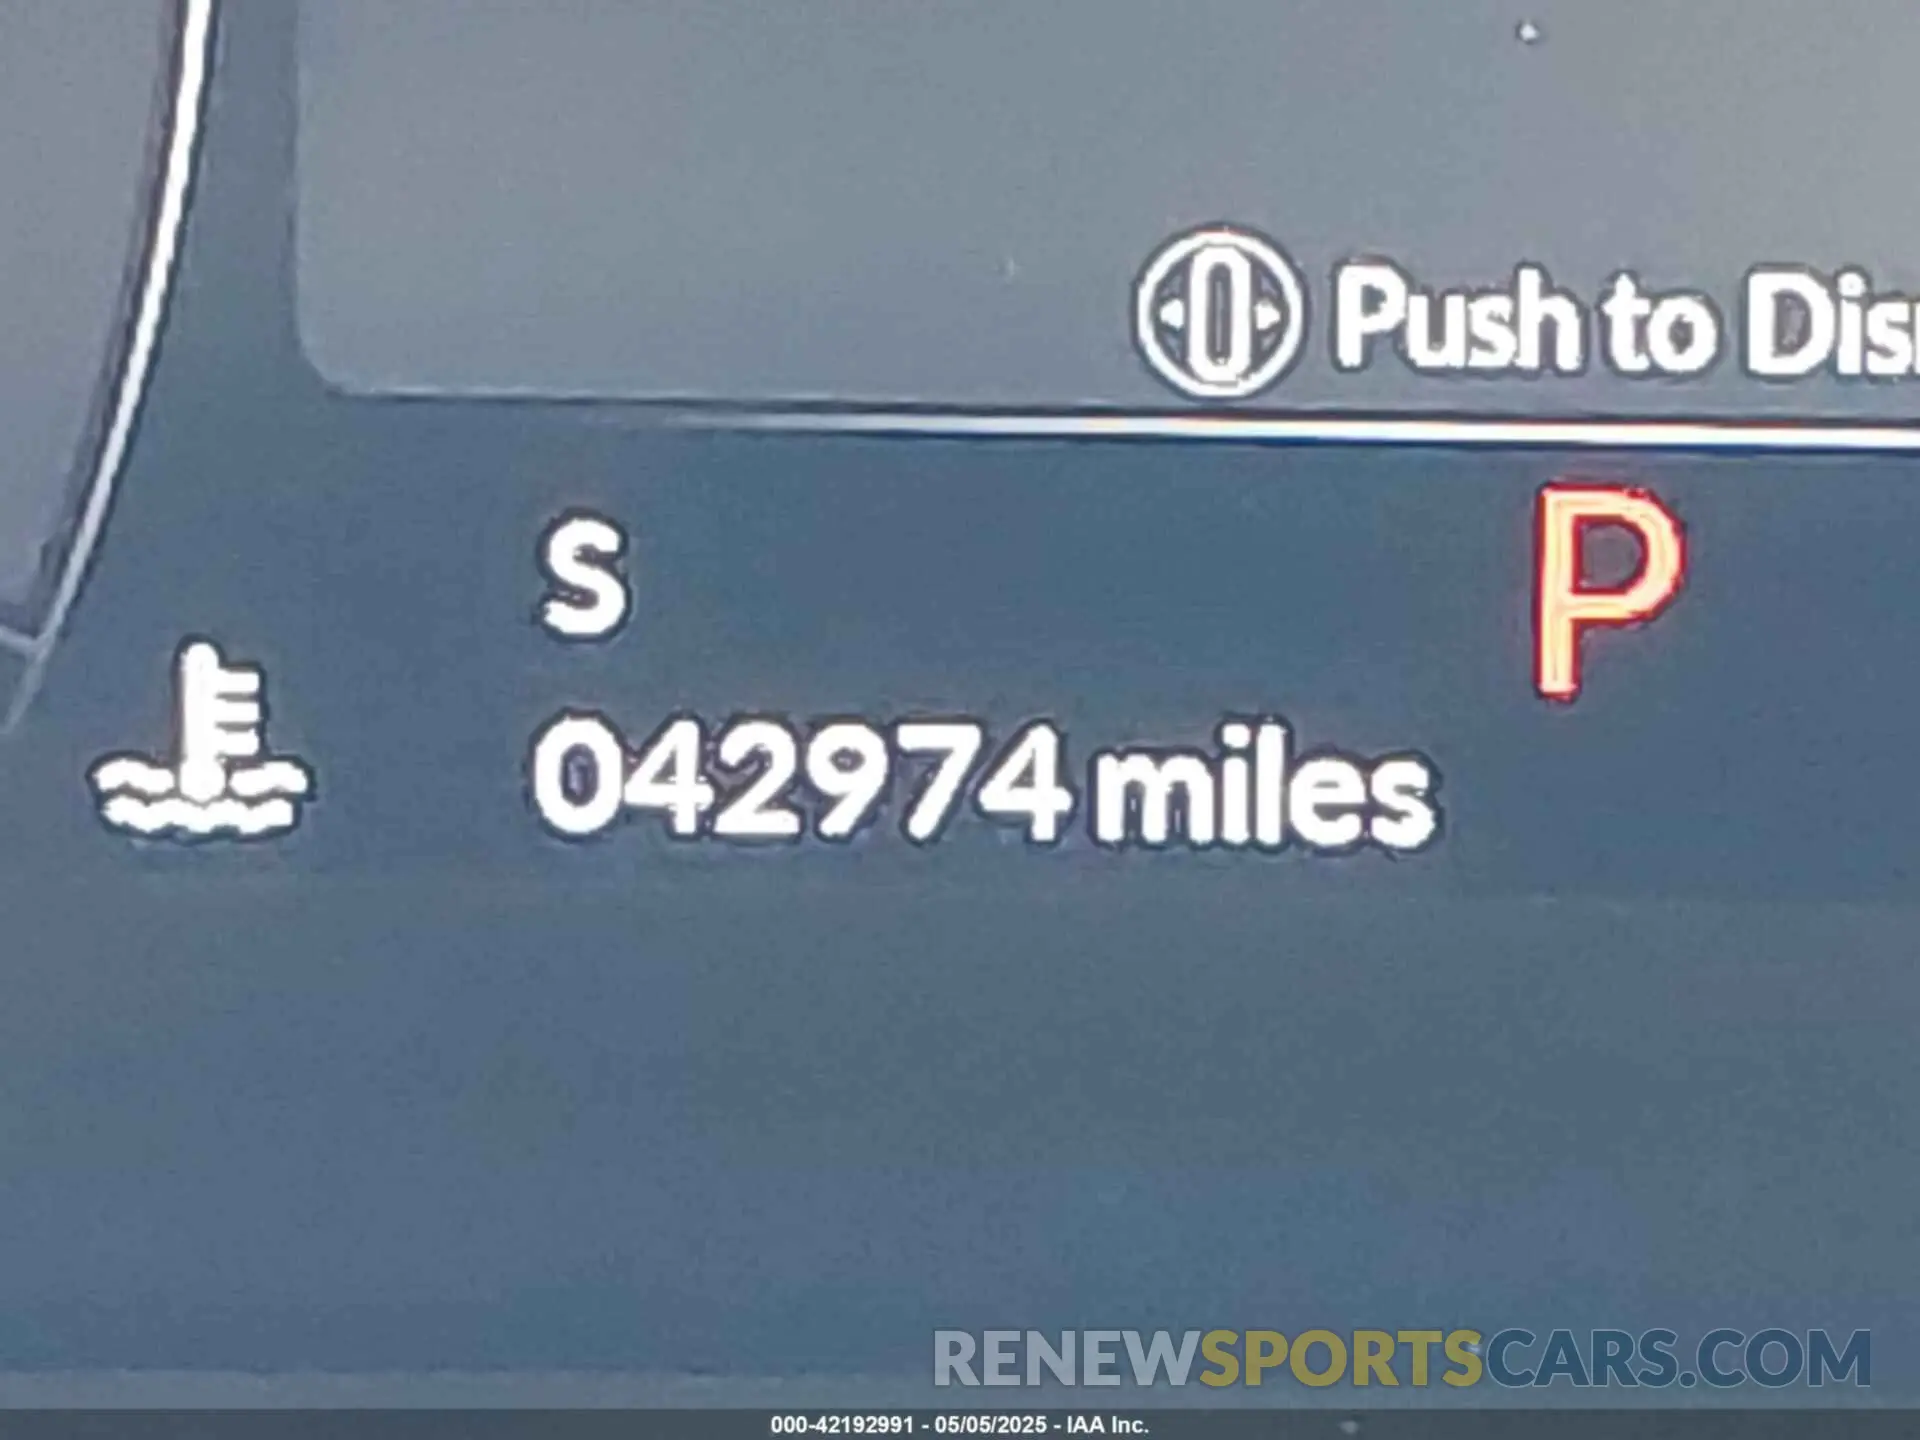 Push to Dis
S
P
042974 miles
RENEWSPORTSCARS.COM
000-42192991 - 05/05/2025 - IAA Inc.